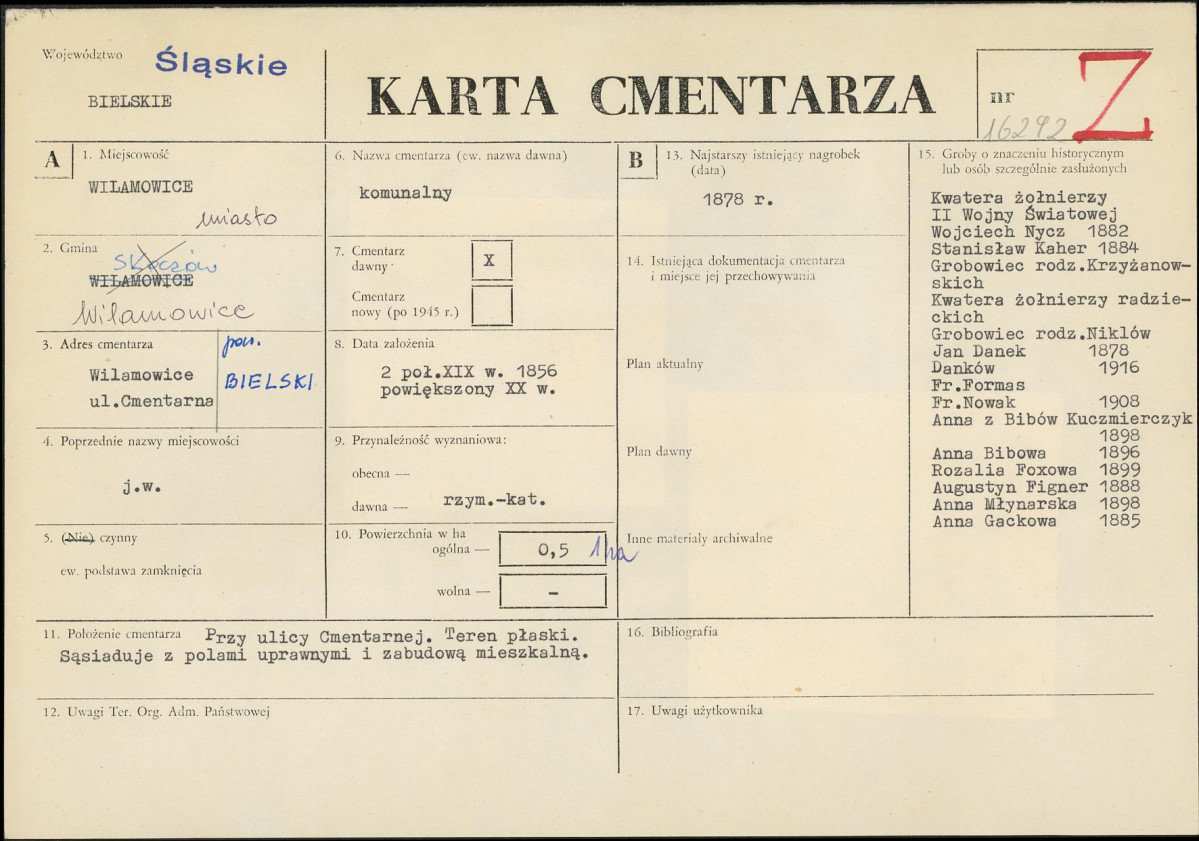 Województwo
Śląskie
BIELSKIE
KARTA CMENTARZA
nr
16292
Z
A
1. Miejscowość
WILAMOWICE
miasto
2. Gmina
Skoczów
WILAMOWICE
Wilamowice
3. Adres cmentarza
pow.
BIELSKI
Wilamowice
ul.Cmentarna
4. Poprzednie nazwy miejscowości
j.w.
5. (Nie) czynny
ew. podstawa zamknięcia
6. Nazwa cmentarza (ew. nazwa dawna)
komunalny
7. Cmentarz
dawny
X
Cmentarz
nowy (po 1945 r.)
8. Data założenia
2 poł.XIX w. 1856
powiększony XX w.
9. Przynależność wyznaniowa:
obecna —
dawna — rzym.-kat.
10. Powierzchnia w ha
ogólna — 0,5 1ha
wolna — –
11. Położenie cmentarza Przy ulicy Cmentarnej. Teren płaski.
Sąsiaduje z polami uprawnymi i zabudową mieszkalną.
12. Uwagi Ter. Org. Adm. Państwowej
B
13. Najstarszy istniejący nagrobek
(data)
1878 r.
14. Istniejąca dokumentacja cmentarza
i miejsce jej przechowywania
Plan aktualny
Plan dawny
Inne materiały archiwalne
15. Groby o znaczeniu historycznym
lub osób szczególnie zasłużonych
Kwatera żołnierzy
II Wojny Światowej
Wojciech Nycz 1882
Stanisław Kaher 1884
Grobowiec rodz.Krzyżanow-
skich
Kwatera żołnierzy radzie-
ckich
Grobowiec rodz.Niklów
Jan Danek 1878
Danków 1916
Fr.Formas
Fr.Nowak 1908
Anna z Bibów Kuczmierczyk
1898
Anna Bibowa 1896
Rozalia Foxowa 1899
Augustyn Figner 1888
Anna Młynarska 1898
Anna Gackowa 1885
16. Bibliografia
17. Uwagi użytkownika